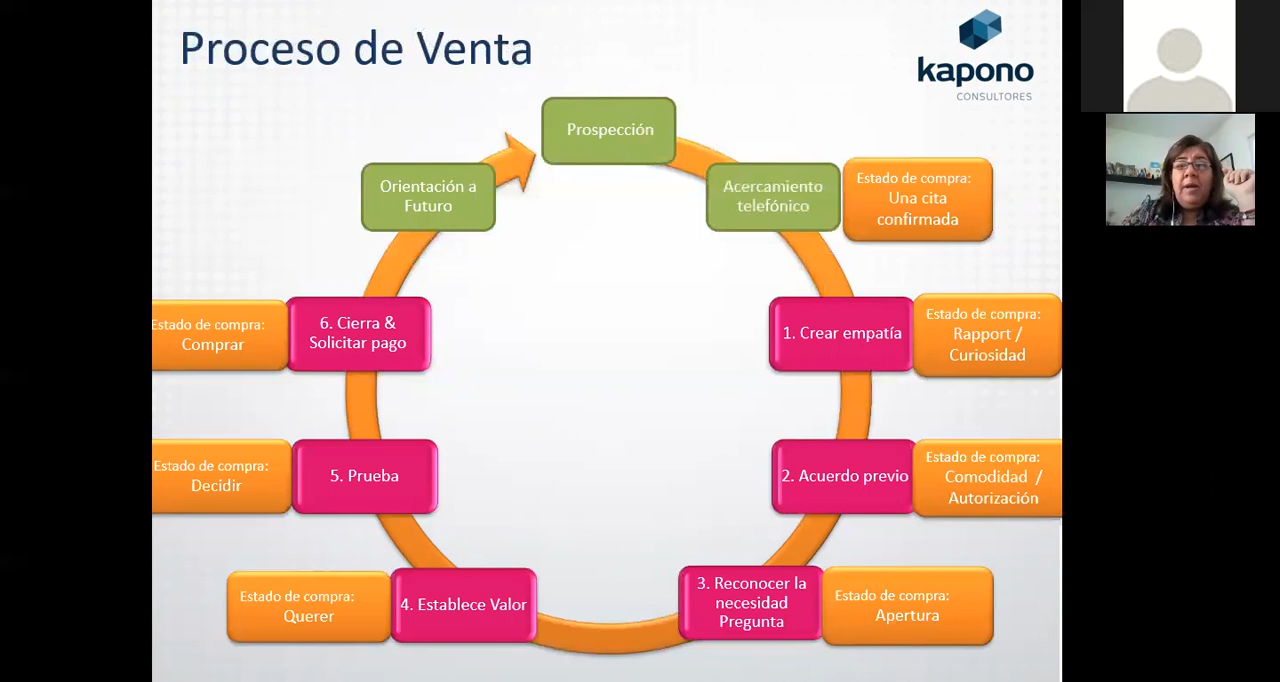 Proceso de Venta
kapono
CONSULTORES
Prospección
Acercamiento
telefónico
Estado de compra:
Una cita
confirmada
1. Crear empatía
Estado de compra:
Rapport /
Curiosidad
2. Acuerdo previo
Estado de compra:
Comodidad /
Autorización
3. Reconocer la
necesidad
Pregunta
Estado de compra:
Apertura
4. Establece Valor
Estado de compra:
Querer
5. Prueba
Estado de compra:
Decidir
6. Cierra &
Solicitar pago
Estado de compra:
Comprar
Orientación a
Futuro